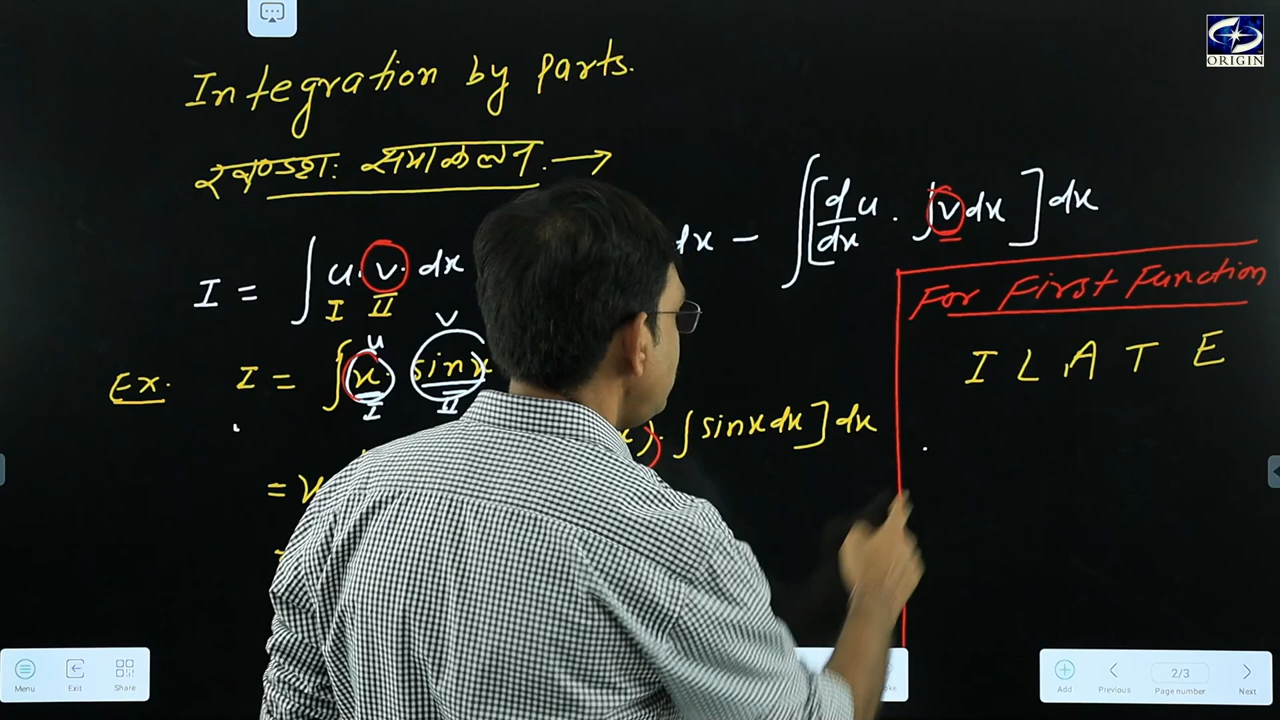 ORIGIN
Integration by Parts.
खण्डशः समाकलन. →
I = ∫ u. v. dx dx − ∫[d/dx u. ∫v dx] dx
I II
For First Function
I L A T E
u V
Ex. I = ∫ x sinx
I II
x). ∫ sinx dx] dx
= x
=
Menu Exit Share
Add Previous 2/3 Page number Next